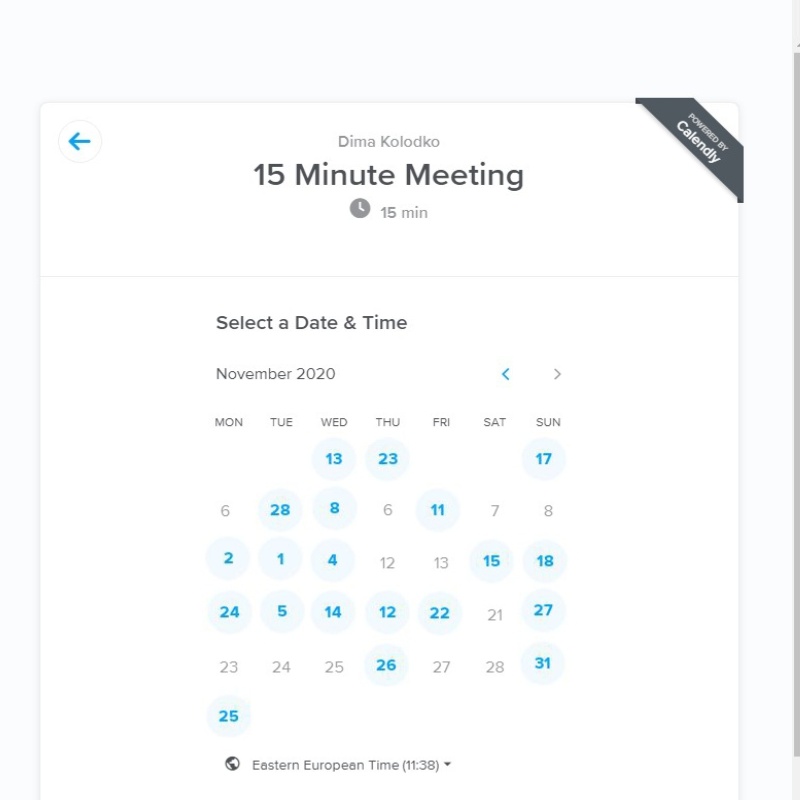 POWERED BY
Calendly
Dima Kolodko
15 Minute Meeting
15 min
Select a Date & Time
November 2020
MON TUE WED THU FRI SAT SUN
13 23 17
6 28 8 6 11 7 8
2 1 4 12 13 15 18
24 5 14 12 22 21 27
23 24 25 26 27 28 31
25
Eastern European Time (11:38)